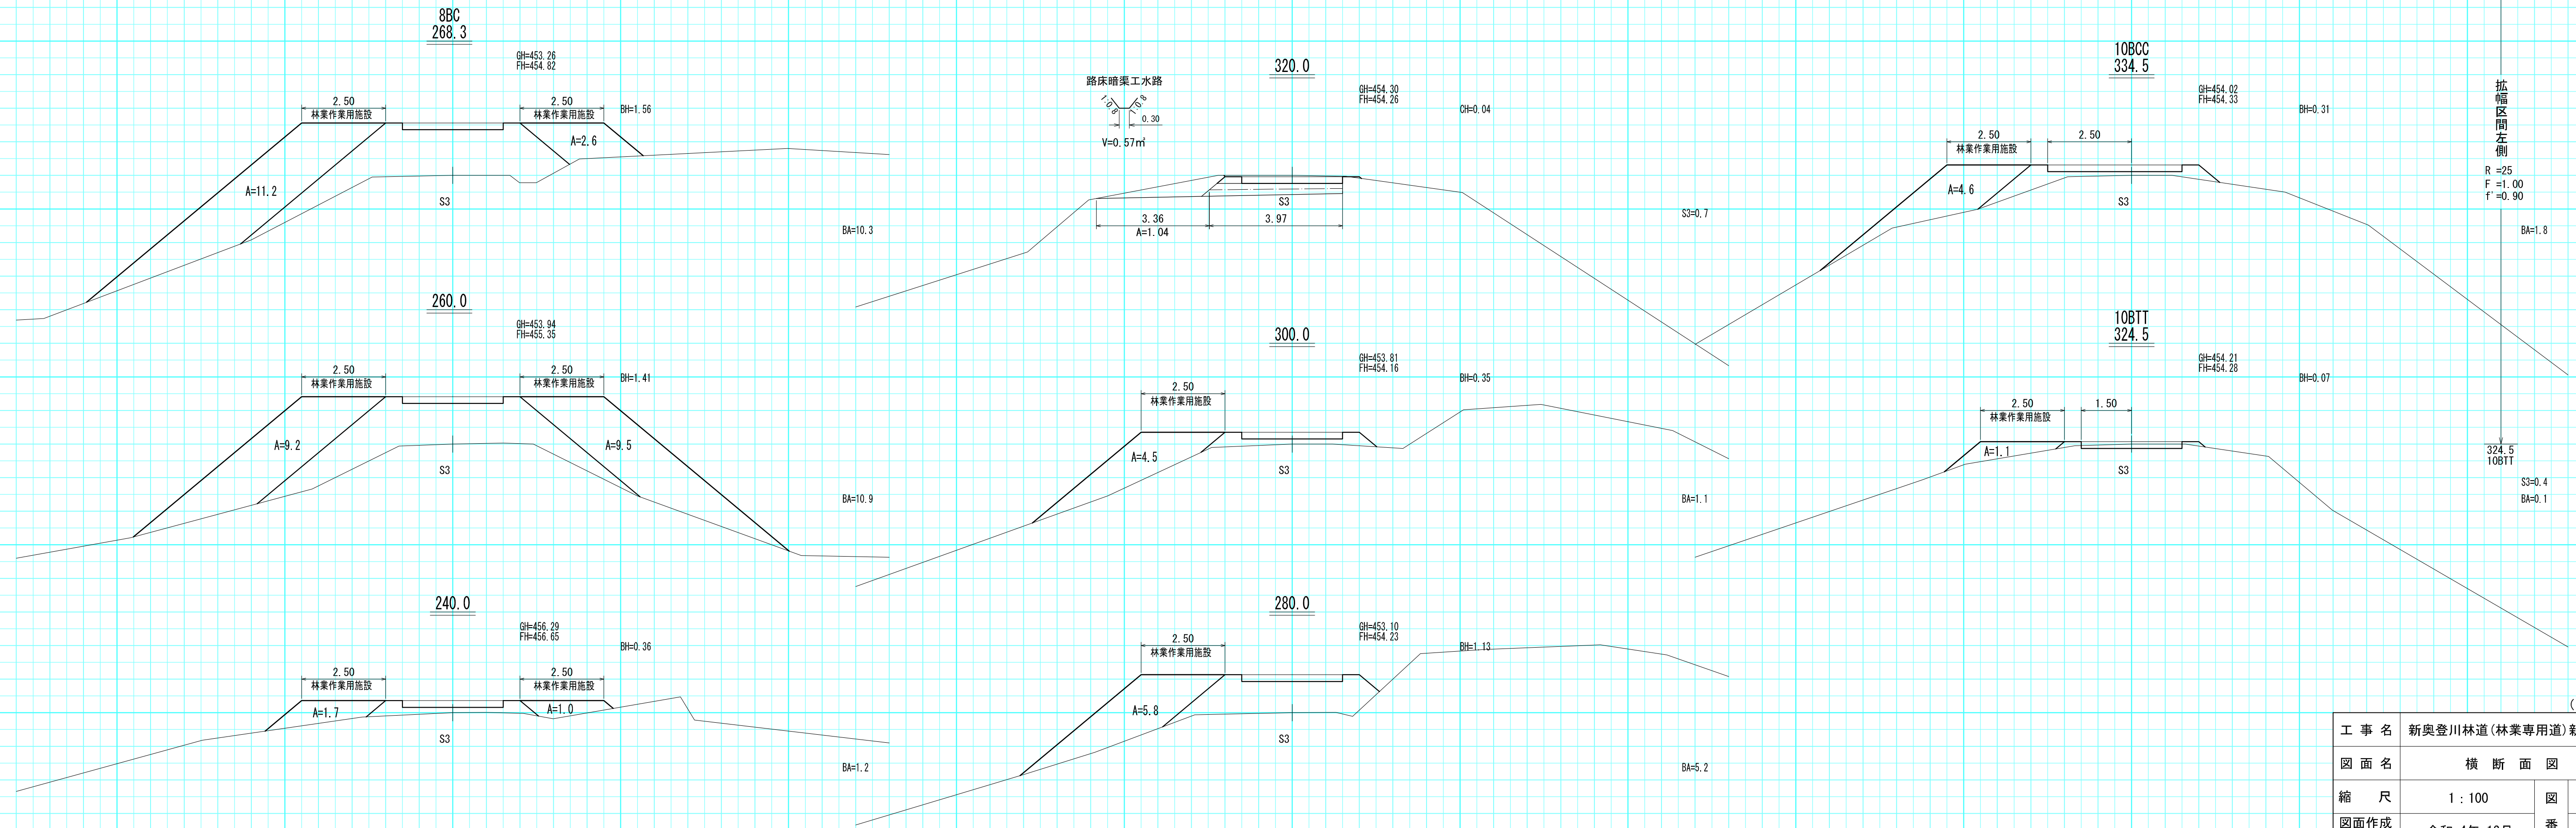 8BC
268.3
GH=453.26
FH=454.82
2.50
林業作業用施設
2.50
林業作業用施設
BH=1.56
A=2.6
A=11.2
S3
BA=10.3
260.0
GH=453.94
FH=455.35
2.50
林業作業用施設
2.50
林業作業用施設
BH=1.41
A=9.2
A=9.5
S3
BA=10.9
240.0
GH=456.29
FH=456.65
BH=0.36
2.50
林業作業用施設
2.50
林業作業用施設
A=1.7
A=1.0
S3
BA=1.2
320.0
路床暗渠工水路
1:0.8
1:0.8
0.30
V=0.57㎥
GH=454.30
FH=454.26
CH=0.04
S3
3.36
3.97
A=1.04
S3=0.7
300.0
GH=453.81
FH=454.16
BH=0.35
2.50
林業作業用施設
A=4.5
S3
BA=1.1
280.0
GH=453.10
FH=454.23
BH=1.13
2.50
林業作業用施設
A=5.8
S3
BA=5.2
10BCC
334.5
GH=454.02
FH=454.33
BH=0.31
2.50
林業作業用施設
2.50
A=4.6
S3
BA=1.8
10BTT
324.5
GH=454.21
FH=454.28
BH=0.07
2.50
林業作業用施設
1.50
A=1.1
S3
S3=0.4
BA=0.1
拡幅区間左側
R =25
F =1.00
f'=0.90
324.5
10BTT
(
工事名 新奥登川林道(林業専用道)
図面名 横断面図
縮尺 1：100 図
図面作成 番